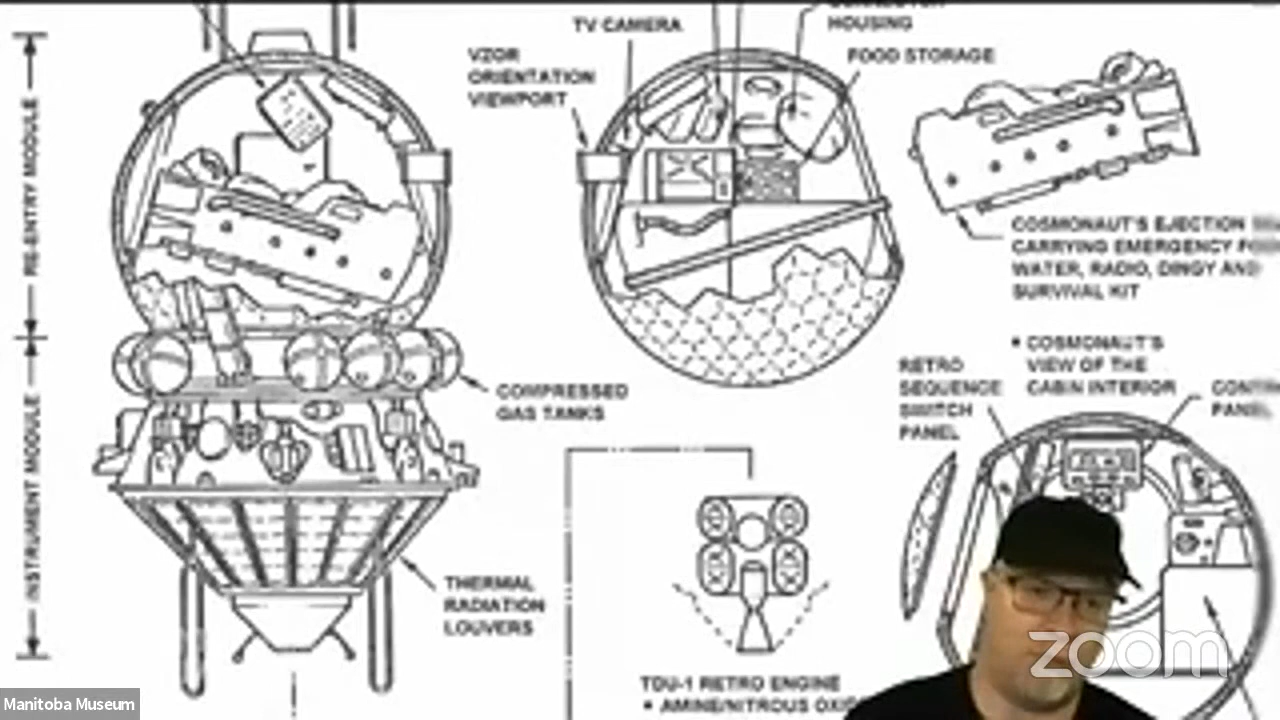 TV CAMERA
HOUSING
VZOR
ORIENTATION
VIEWPORT
FOOD STORAGE
RE-ENTRY MODULE
COSMONAUT'S EJECTION
CARRYING EMERGENCY
WATER, RADIO, DINGY AND
SURVIVAL KIT
• COSMONAUT'S
VIEW OF THE
CABIN INTERIOR
RETRO
SEQUENCE
SWITCH
PANEL
PANEL
COMPRESSED
GAS TANKS
INSTRUMENT MODULE
THERMAL
RADIATION
LOUVERS
TDU-1 RETRO ENGINE
• AMINE/NITROUS
zoom
Manitoba Museum